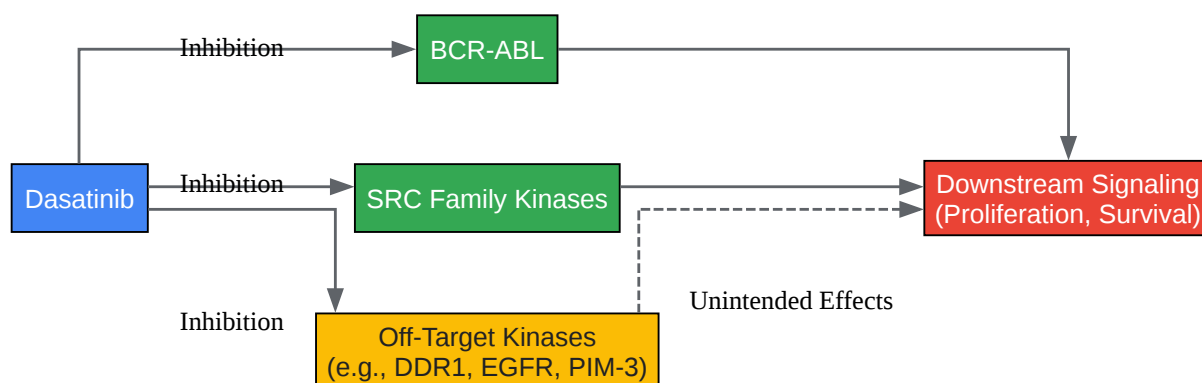 Inhibition
BCR-ABL
Dasatinib
Inhibition
SRC Family Kinases
Downstream Signaling
(Proliferation, Survival)
Inhibition
Unintended Effects
Off-Target Kinases
(e.g., DDR1, EGFR, PIM-3)